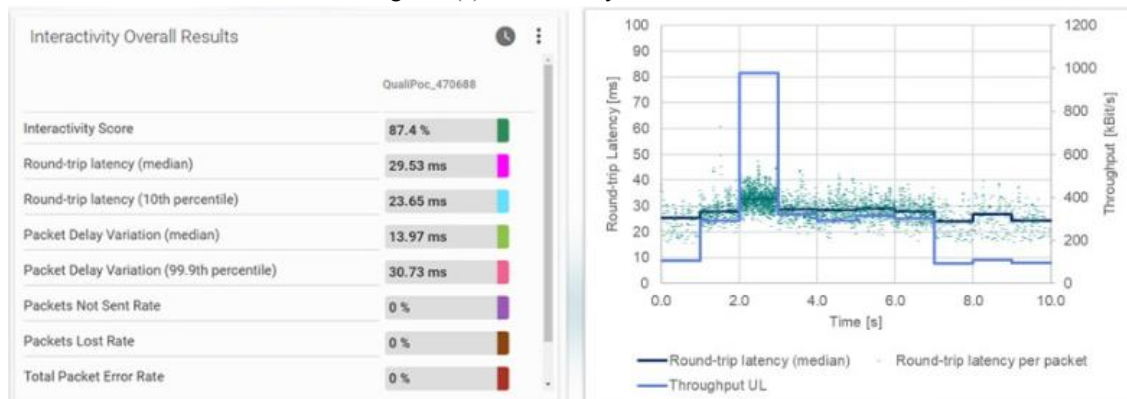 Interactivity Overall Results
QualiPoc_470688
Interactivity Score 87.4 %
Round-trip latency (median) 29.53 ms
Round-trip latency (10th percentile) 23.65 ms
Packet Delay Variation (median) 13.97 ms
Packet Delay Variation (99.9th percentile) 30.73 ms
Packets Not Sent Rate 0 %
Packets Lost Rate 0 %
Total Packet Error Rate 0 %
Round-trip Latency [ms]
100
90
80
70
60
50
40
30
20
10
0
1200
1000
800
600
400
200
0
Throughput [kBit/s]
0.0 2.0 4.0 6.0 8.0 10.0
Time [s]
Round-trip latency (median) Round-trip latency per packet
Throughput UL